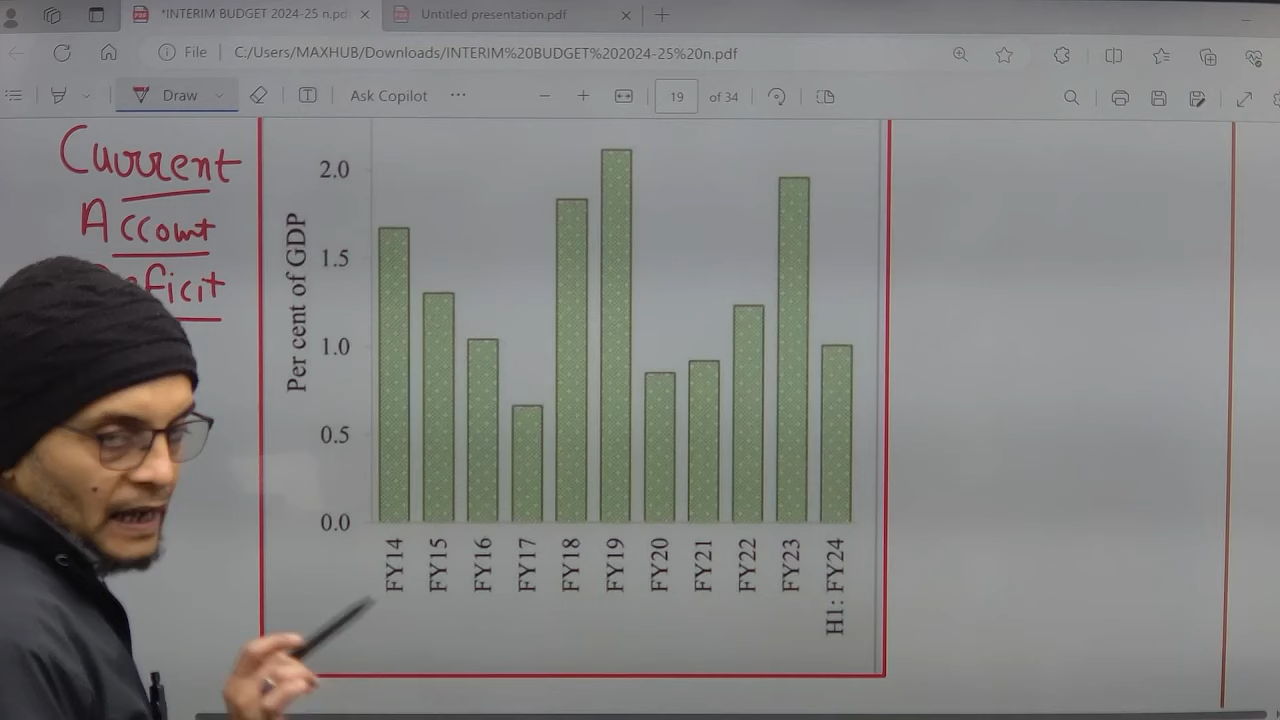 *INTERIM BUDGET 2024-25 n.pd
Untitled presentation.pdf
File
C:/Users/MAXHUB/Downloads/INTERIM%20BUDGET%202024-25%20n.pdf
Draw
Ask Copilot
19 of 34
Current
Account
eficit
Per cent of GDP
2.0
1.5
1.0
0.5
0.0
FY14
FY15
FY16
FY17
FY18
FY19
FY20
FY21
FY22
FY23
H1: FY24